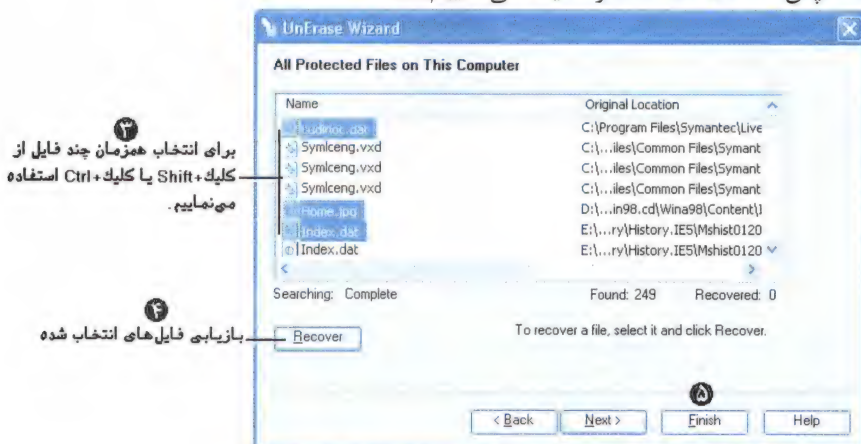 UnErase Wizard
All Protected Files on This Computer
Name Original Location
Ludirloc.dat C:\Program Files\Symantec\Live
Symlceng.vxd C:\...iles\Common Files\Symant
Symlceng.vxd C:\...iles\Common Files\Symant
Symlceng.vxd C:\...iles\Common Files\Symant
Home.jpg D:\...in98.cd\Wina98\Content\I
Index.dat E:\...ry\History.IE5\Mshist0120
Index.dat E:\...ry\History.IE5\Mshist0120
Searching: Complete Found: 249 Recovered: 0
Recover To recover a file, select it and click Recover.
< Back Next > Finish Help
۳
برای انتخاب همزمان چند فایل از
کلیك+Shift یا کلیك+Ctrl استفاده
می‌نماییم.
۴
بازیابی فایل‌های انتخاب شده
۵